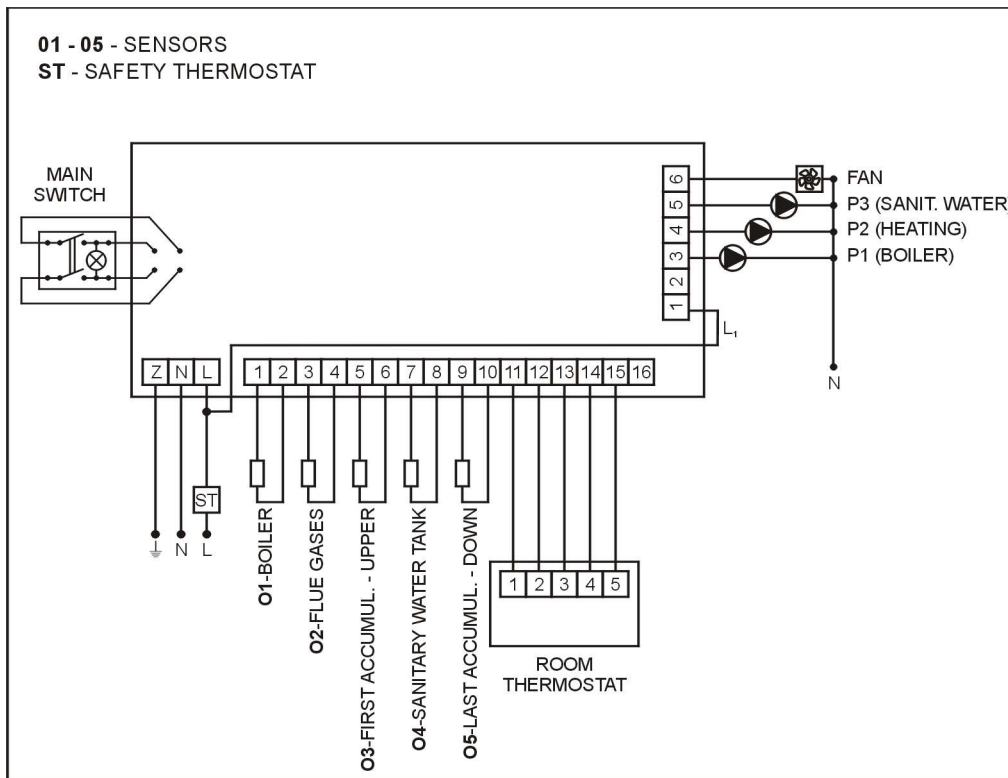 01 - 05 - SENSORS
ST - SAFETY THERMOSTAT
MAIN
SWITCH
6
5
4
3
2
1
FAN
P3 (SANIT. WATER
P2 (HEATING)
P1 (BOILER)
L1
N
Z N L
1 2 3 4 5 6 7 8 9 10 11 12 13 14 15 16
ST
N L
O1-BOILER
O2-FLUE GASES
O3-FIRST ACCUMUL. - UPPER
O4-SANITARY WATER TANK
O5-LAST ACCUMUL. - DOWN
1 2 3 4 5
ROOM
THERMOSTAT